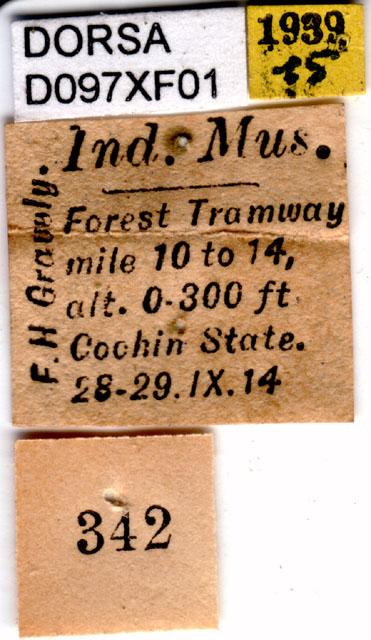 DORSA
D097XF01
1939
15
Ind. Mus.
Forest Tramway
mile 10 to 14,
alt. 0-300 ft
Cochin State.
28-29.IX.14
F.H Gravely.
342